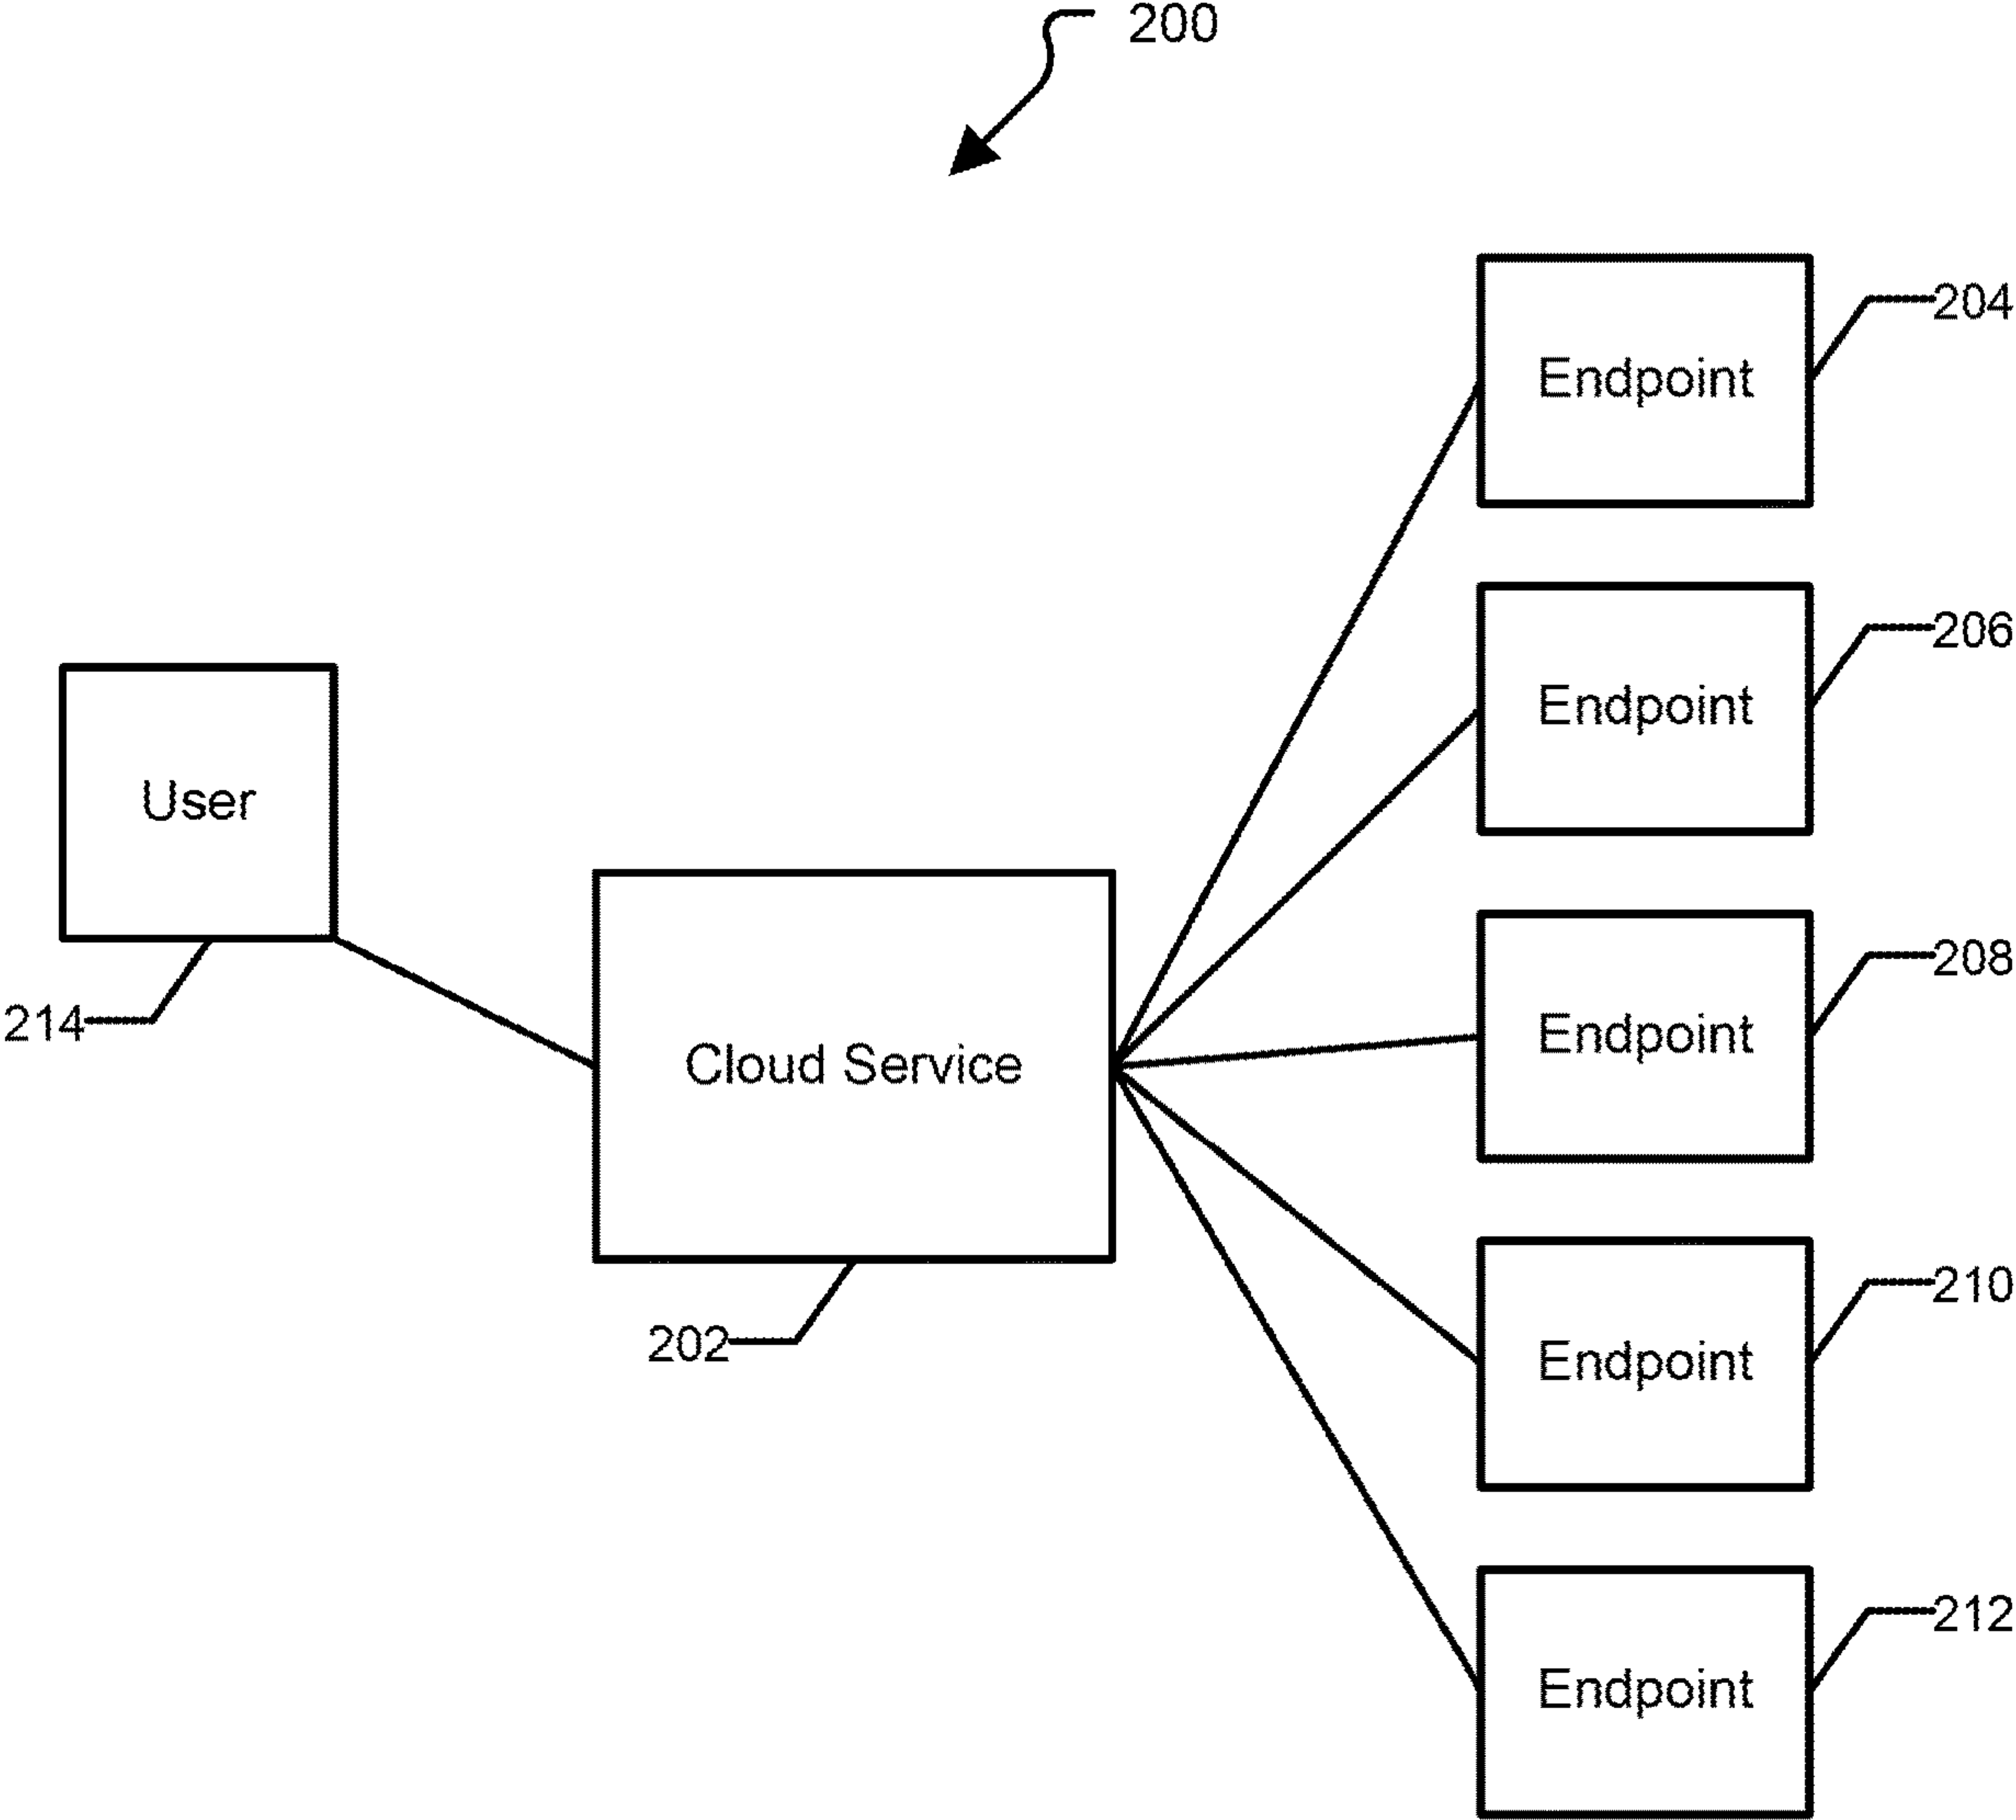 200
Endpoint
204
Endpoint
206
User
214
Cloud Service
202
Endpoint
208
Endpoint
210
Endpoint
212